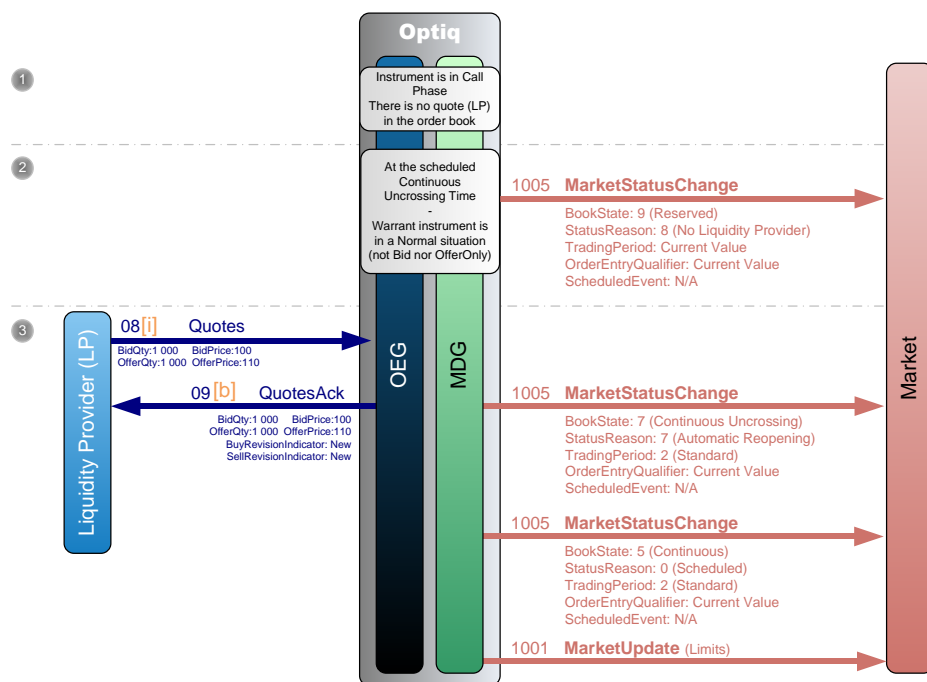 Optiq
1
Instrument is in Call
Phase
There is no quote (LP)
in the order book
2
At the scheduled
Continuous
Uncrossing Time
-
Warrant instrument is
in a Normal situation
(not Bid nor OfferOnly)
1005 MarketStatusChange
BookState: 9 (Reserved)
StatusReason: 8 (No Liquidity Provider)
TradingPeriod: Current Value
OrderEntryQualifier: Current Value
ScheduledEvent: N/A
3
Liquidity Provider (LP)
08[i] Quotes
BidQty:1 000 BidPrice:100
OfferQty:1 000 OfferPrice:110
09[b] QuotesAck
BidQty:1 000 BidPrice:100
OfferQty:1 000 OfferPrice:110
BuyRevisionIndicator: New
SellRevisionIndicator: New
OEG
MDG
Market
1005 MarketStatusChange
BookState: 7 (Continuous Uncrossing)
StatusReason: 7 (Automatic Reopening)
TradingPeriod: 2 (Standard)
OrderEntryQualifier: Current Value
ScheduledEvent: N/A
1005 MarketStatusChange
BookState: 5 (Continuous)
StatusReason: 0 (Scheduled)
TradingPeriod: 2 (Standard)
OrderEntryQualifier: Current Value
ScheduledEvent: N/A
1001 MarketUpdate (Limits)